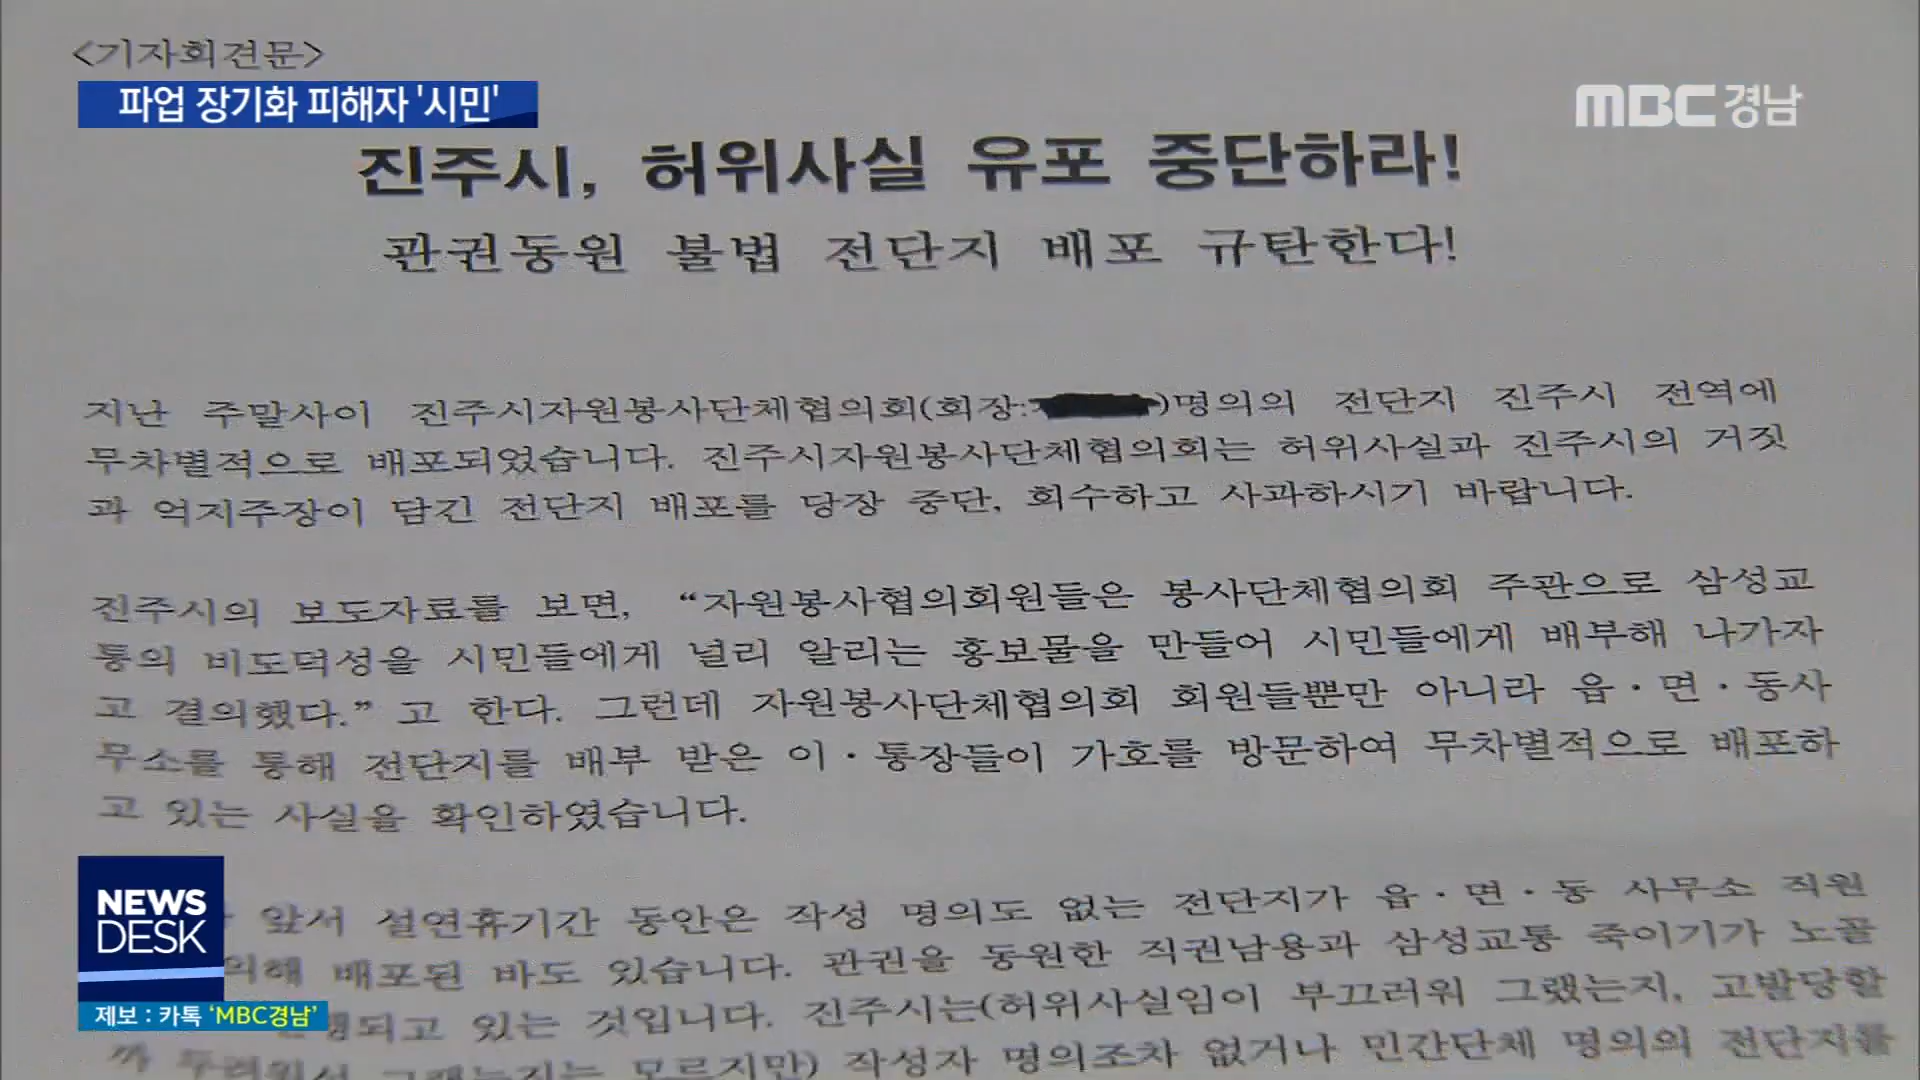 <기자회견문>
파업 장기화 피해자 '시민'
MBC경남
진주시, 허위사실 유포 중단하라!
관권동원 불법 전단지 배포 규탄한다!
지난 주말사이 진주시자원봉사단체협의회(회장: )명의의 전단지 진주시 전역에
무차별적으로 배포되었습니다. 진주시자원봉사단체협의회는 허위사실과 진주시의 거짓
과 억지주장이 담긴 전단지 배포를 당장 중단, 회수하고 사과하시기 바랍니다.
진주시의 보도자료를 보면, “자원봉사협의회원들은 봉사단체협의회 주관으로 삼성교
통의 비도덕성을 시민들에게 널리 알리는 홍보물을 만들어 시민들에게 배부해 나가자
고 결의했다.” 고 한다. 그런데 자원봉사단체협의회 회원들뿐만 아니라 읍·면·동사
무소를 통해 전단지를 배부 받은 이·통장들이 가호를 방문하여 무차별적으로 배포하
고 있는 사실을 확인하였습니다.
앞서 설연휴기간 동안은 작성 명의도 없는 전단지가 읍·면·동 사무소 직원
의해 배포된 바도 있습니다. 관권을 동원한 직권남용과 삼성교통 죽이기가 노골
행되고 있는 것입니다. 진주시는(허위사실임이 부끄러워 그랬는지, 고발당할
까 두려워서 그랬는지는 모르지만) 작성자 명의조차 없거나 민간단체 명의의 전단지를
NEWS
DESK
제보 : 카톡 'MBC경남'